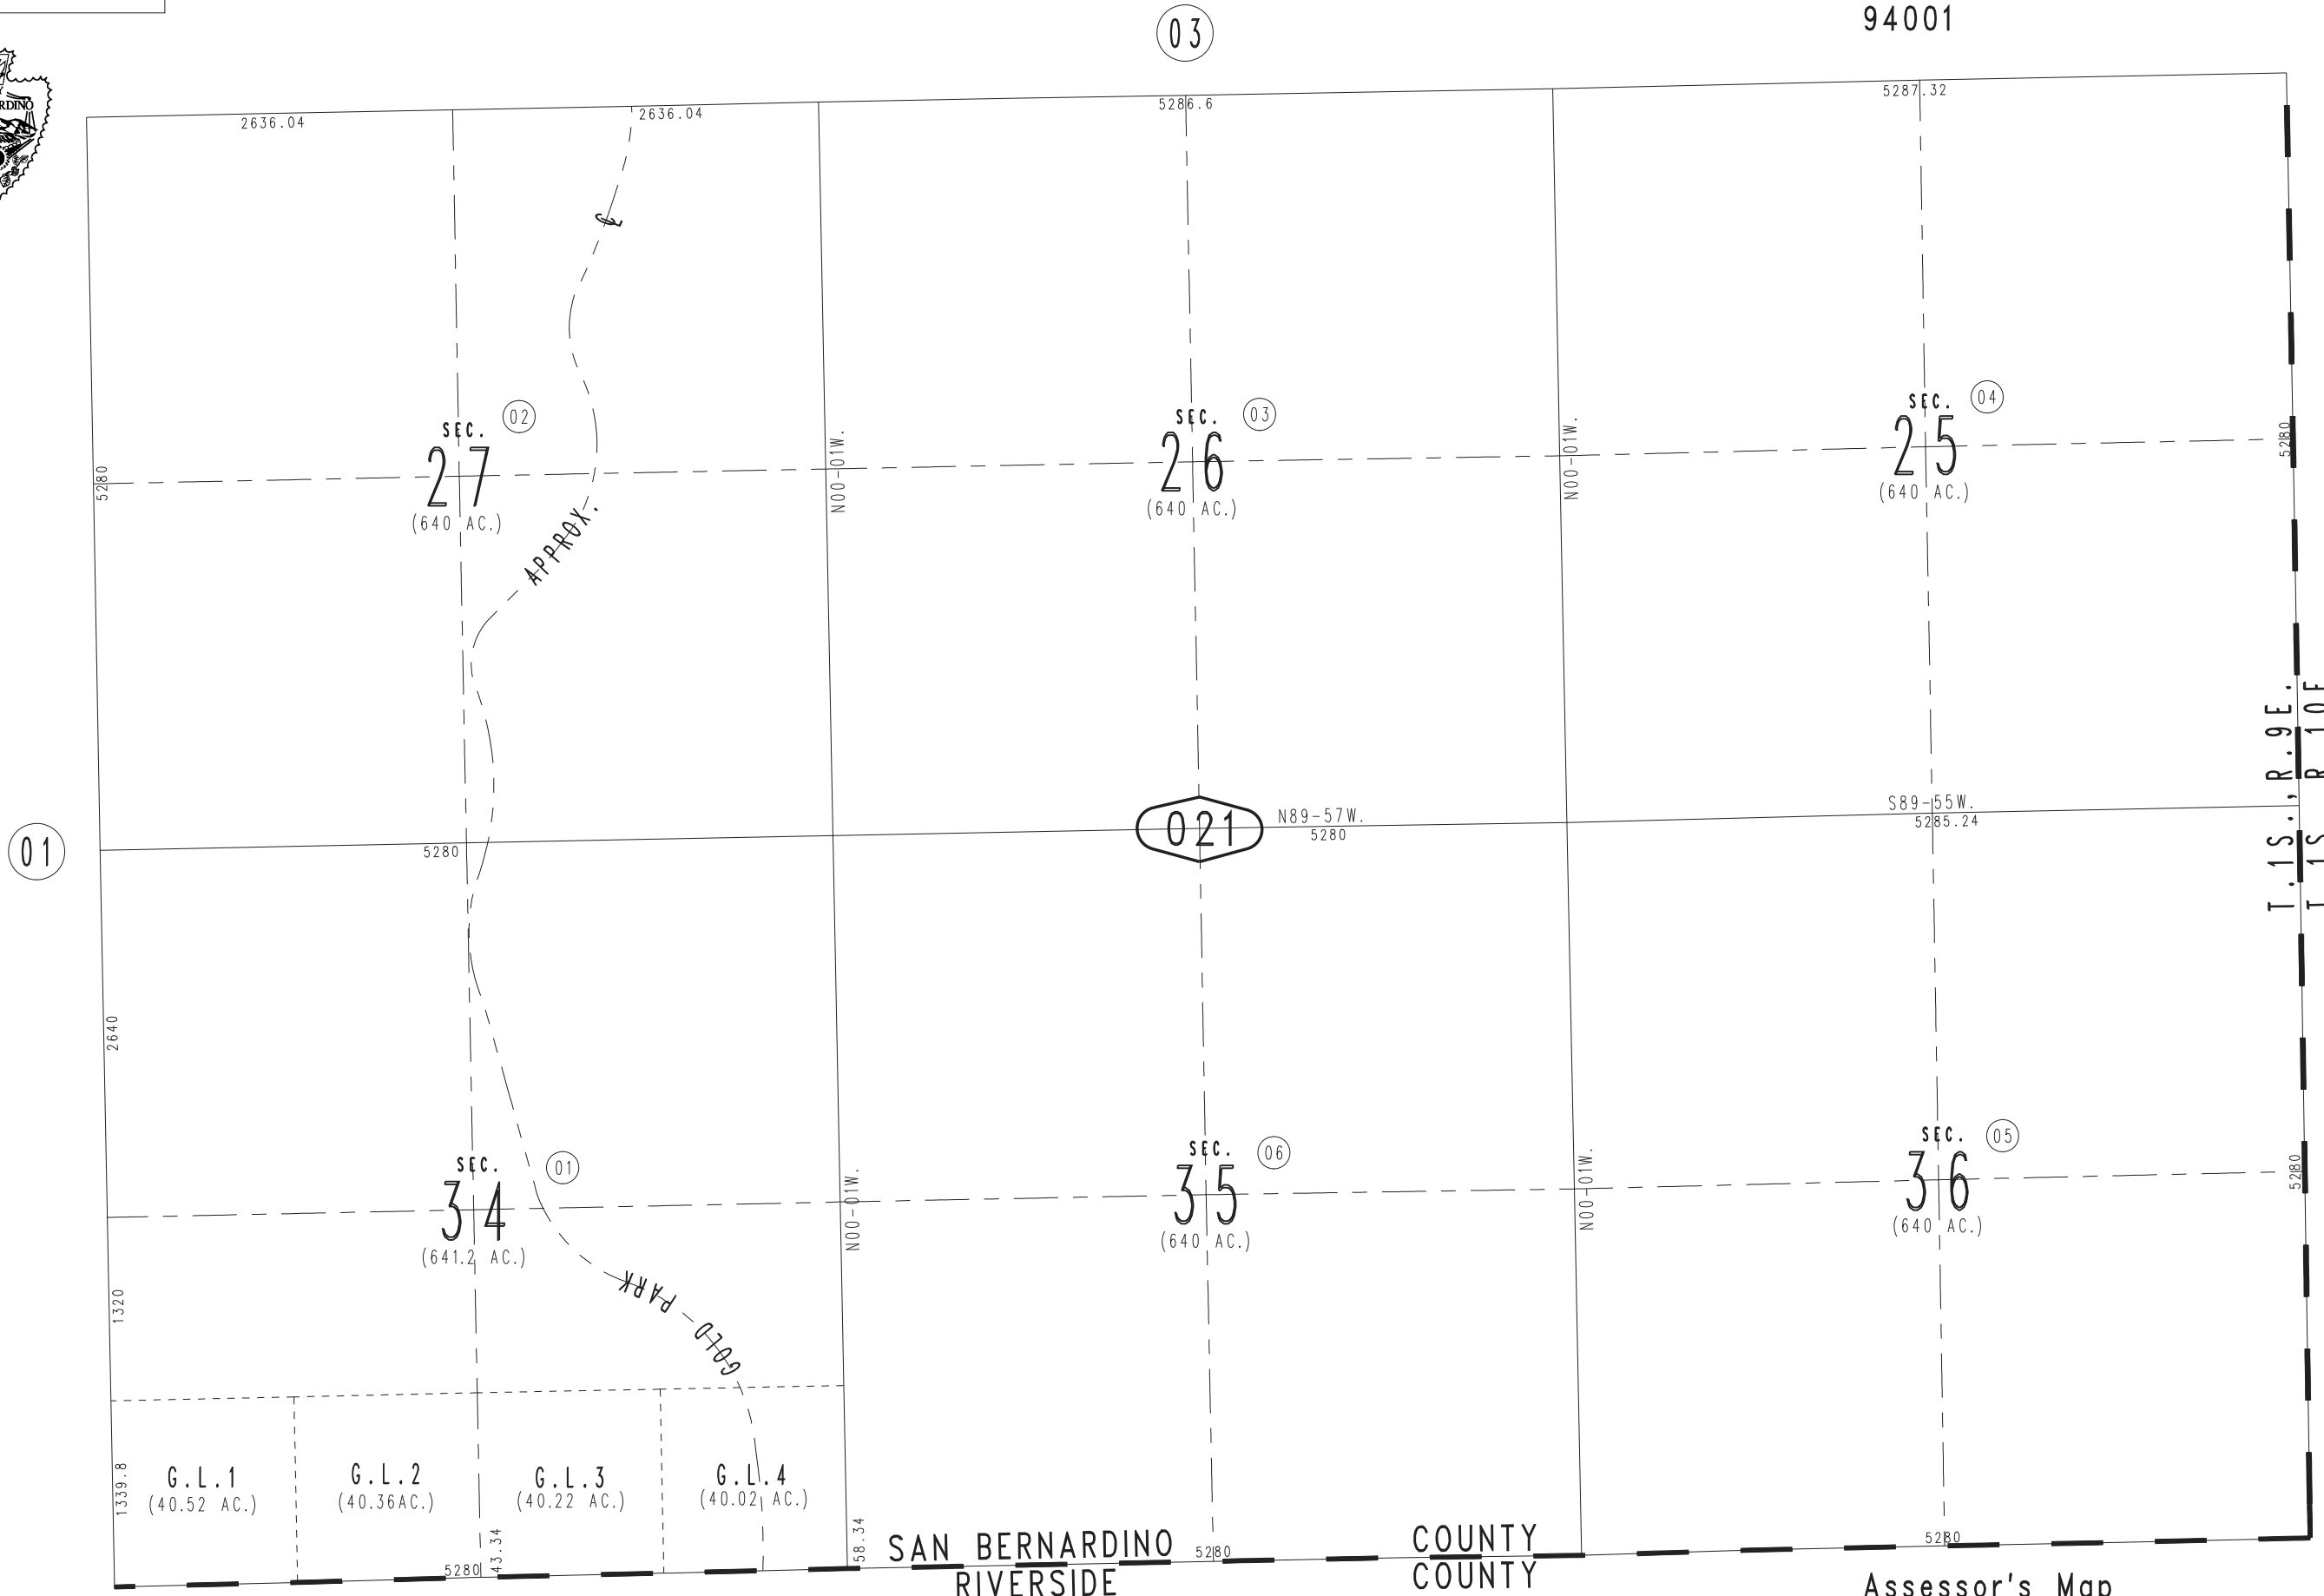 03
94001
RDINO
2636.04
2636.04
5286.6
5287.32
SEC.
27
(640 AC.)
02
SEC.
26
(640 AC.)
03
SEC.
25
(640 AC.)
04
5280
N00-01W.
N00-01W.
5280
APPROX.
℄
T.1S.,R.9E.
01
5280
021
N89-57W.
5280
S89-55W.
5285.24
2640
SEC.
34
(641.2 AC.)
01
SEC.
35
(640 AC.)
06
SEC.
36
(640 AC.)
05
N00-01W.
N00-01W.
5280
1320
GOLD PARK
1339.8
G.L.1
(40.52 AC.)
G.L.2
(40.36AC.)
G.L.3
(40.22 AC.)
G.L.4
(40.02 AC.)
5280
43.34
58.34
5280
5280
SAN BERNARDINO COUNTY
RIVERSIDE COUNTY
Assessor's Map